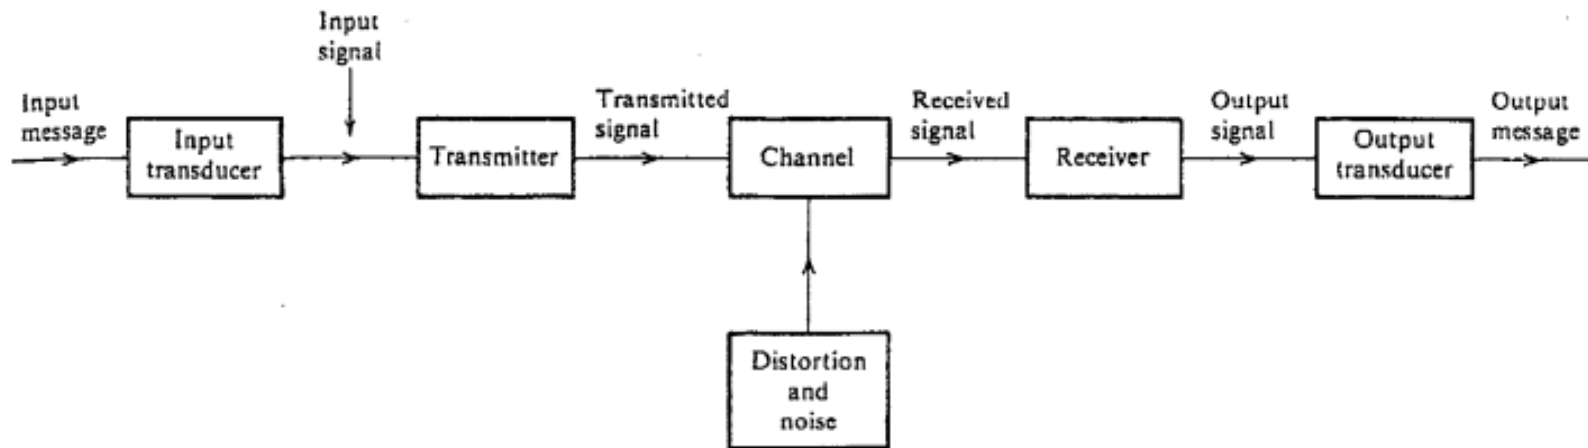 Input
signal
Input
message
Input
transducer
Transmitter
Transmitted
signal
Channel
Received
signal
Receiver
Output
signal
Output
transducer
Output
message
Distortion
and
noise